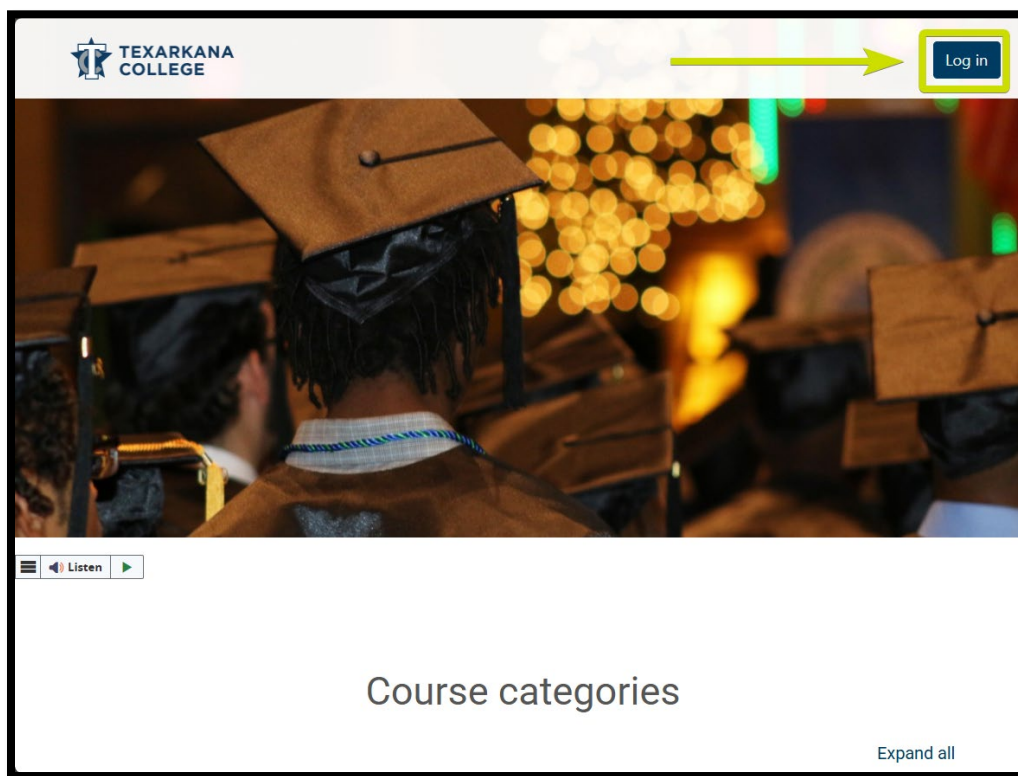 TEXARKANA
COLLEGE
Log in
Listen
Course categories
Expand all